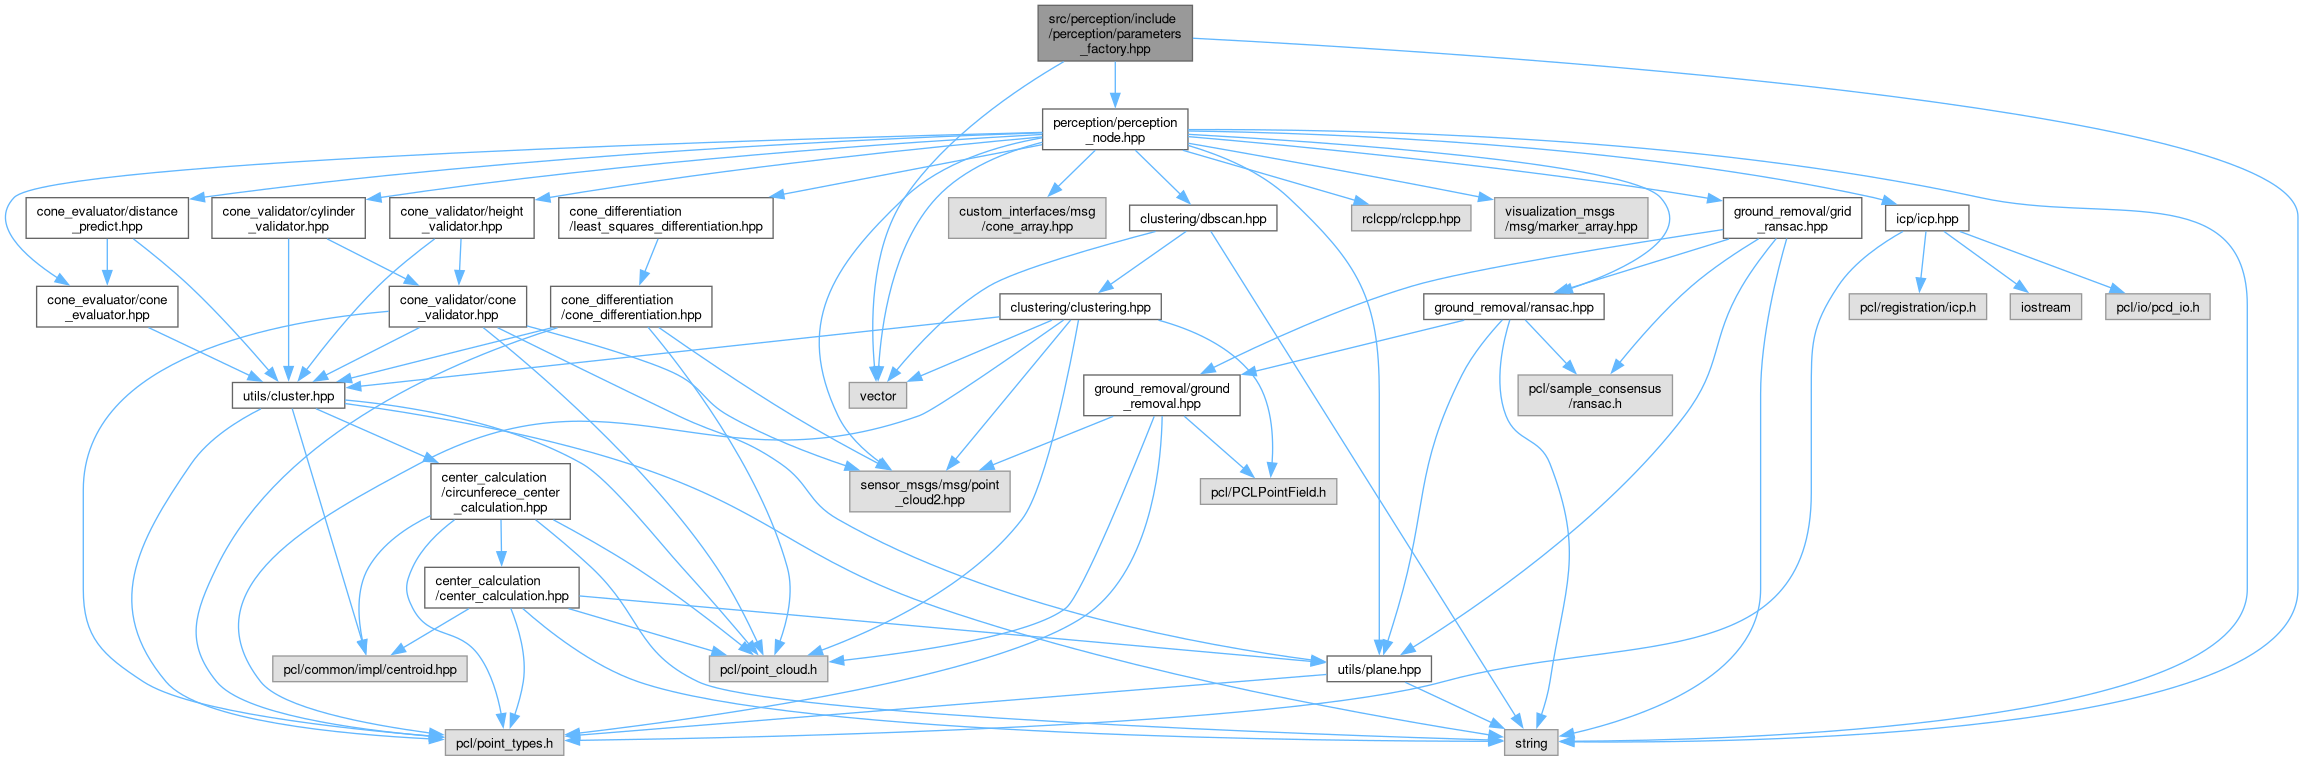 src/perception/include
/perception/parameters
_factory.hpp
perception/perception
_node.hpp
cone_evaluator/distance
_predict.hpp
cone_validator/cylinder
_validator.hpp
cone_validator/height
_validator.hpp
cone_differentiation
/least_squares_differentiation.hpp
custom_interfaces/msg
/cone_array.hpp
clustering/dbscan.hpp
rclcpp/rclcpp.hpp
visualization_msgs
/msg/marker_array.hpp
ground_removal/grid
_ransac.hpp
icp/icp.hpp
cone_evaluator/cone
_evaluator.hpp
cone_validator/cone
_validator.hpp
cone_differentiation
/cone_differentiation.hpp
clustering/clustering.hpp
ground_removal/ransac.hpp
pcl/registration/icp.h
iostream
pcl/io/pcd_io.h
utils/cluster.hpp
vector
ground_removal/ground
_removal.hpp
pcl/sample_consensus
/ransac.h
center_calculation
/circunferece_center
_calculation.hpp
sensor_msgs/msg/point
_cloud2.hpp
pcl/PCLPointField.h
center_calculation
/center_calculation.hpp
pcl/common/impl/centroid.hpp
pcl/point_cloud.h
utils/plane.hpp
pcl/point_types.h
string